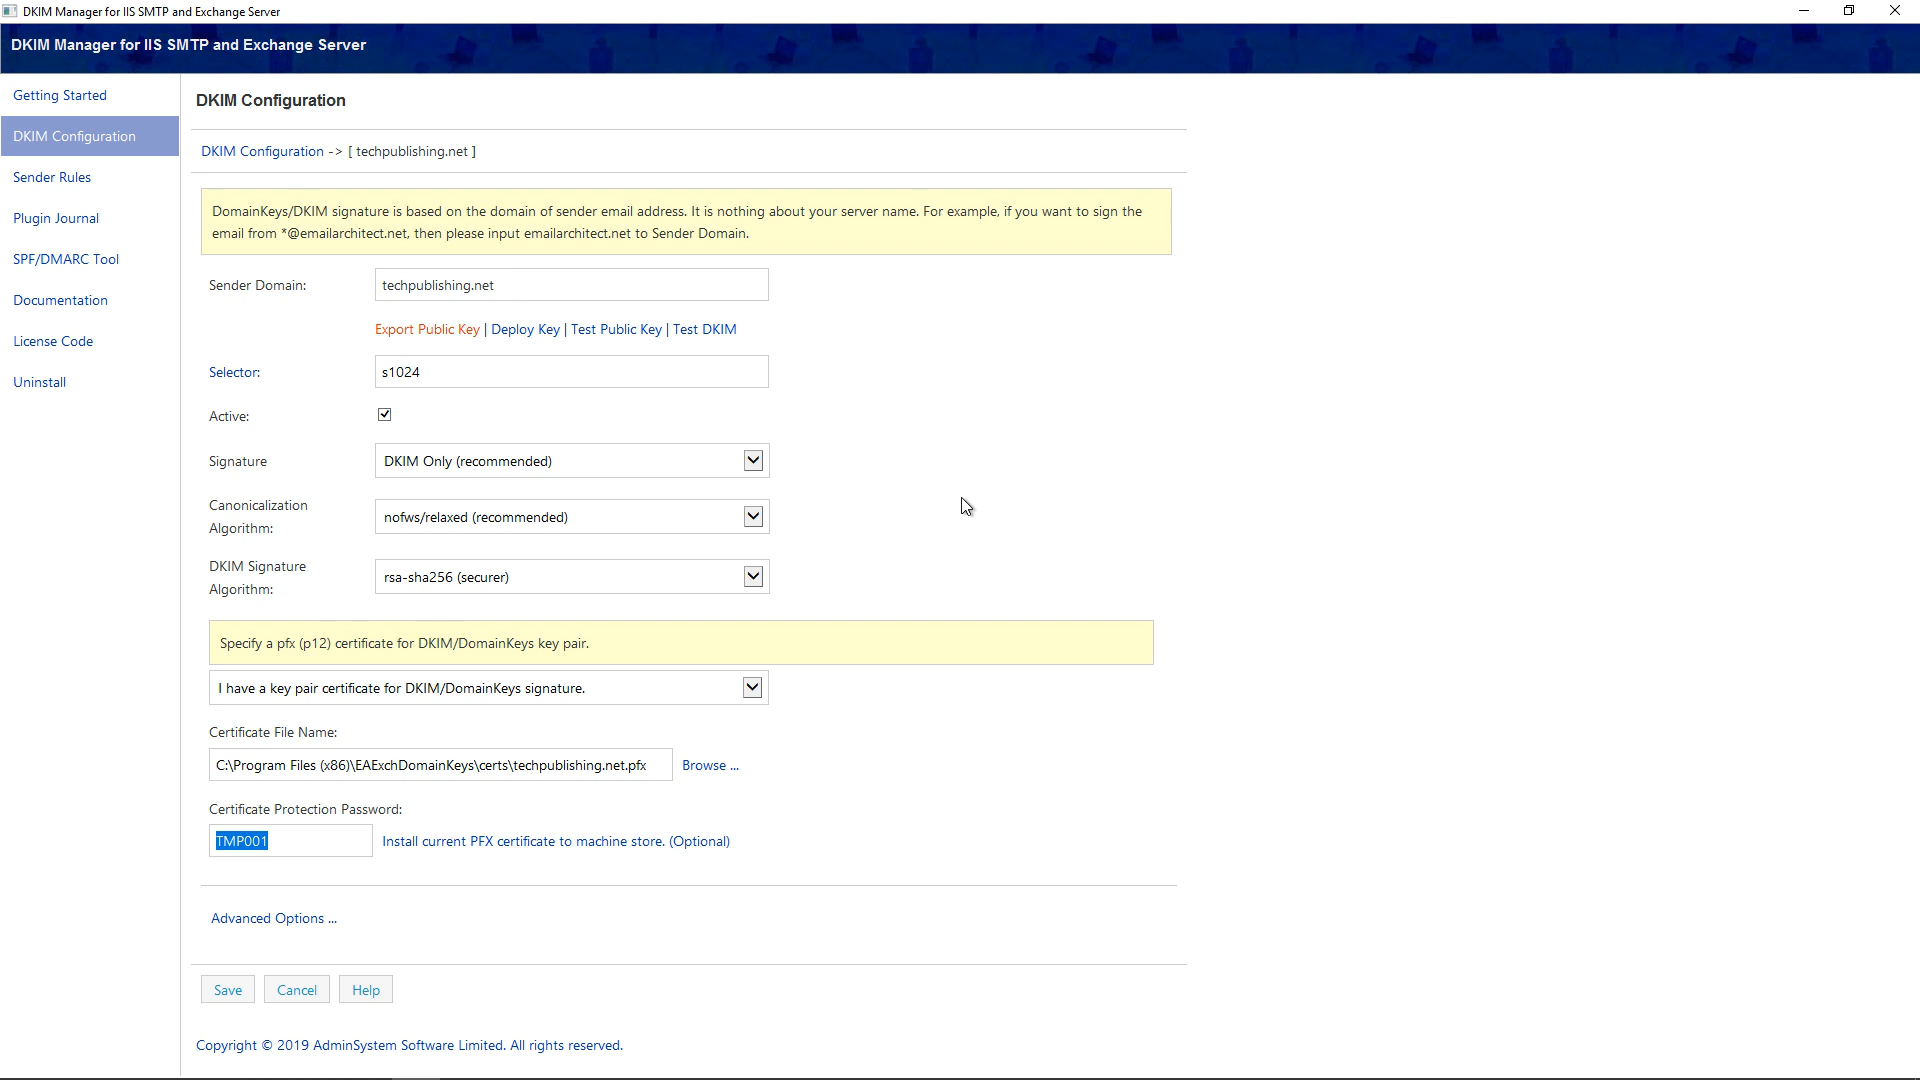 DKIM Manager for IIS SMTP and Exchange Server
DKIM Manager for IIS SMTP and Exchange Server
Getting Started
DKIM Configuration
Sender Rules
Plugin Journal
SPF/DMARC Tool
Documentation
License Code
Uninstall
DKIM Configuration
DKIM Configuration -> [ techpublishing.net ]
DomainKeys/DKIM signature is based on the domain of sender email address. It is nothing about your server name. For example, if you want to sign the
email from *@emailarchitect.net, then please input emailarchitect.net to Sender Domain.
Sender Domain: techpublishing.net
Export Public Key | Deploy Key | Test Public Key | Test DKIM
Selector: s1024
Active:
Signature DKIM Only (recommended)
Canonicalization
Algorithm: nofws/relaxed (recommended)
DKIM Signature
Algorithm: rsa-sha256 (securer)
Specify a pfx (p12) certificate for DKIM/DomainKeys key pair.
I have a key pair certificate for DKIM/DomainKeys signature.
Certificate File Name:
C:\Program Files (x86)\EAExchDomainKeys\certs\techpublishing.net.pfx Browse ...
Certificate Protection Password:
TMP001 Install current PFX certificate to machine store. (Optional)
Advanced Options ...
Save Cancel Help
Copyright © 2019 AdminSystem Software Limited. All rights reserved.